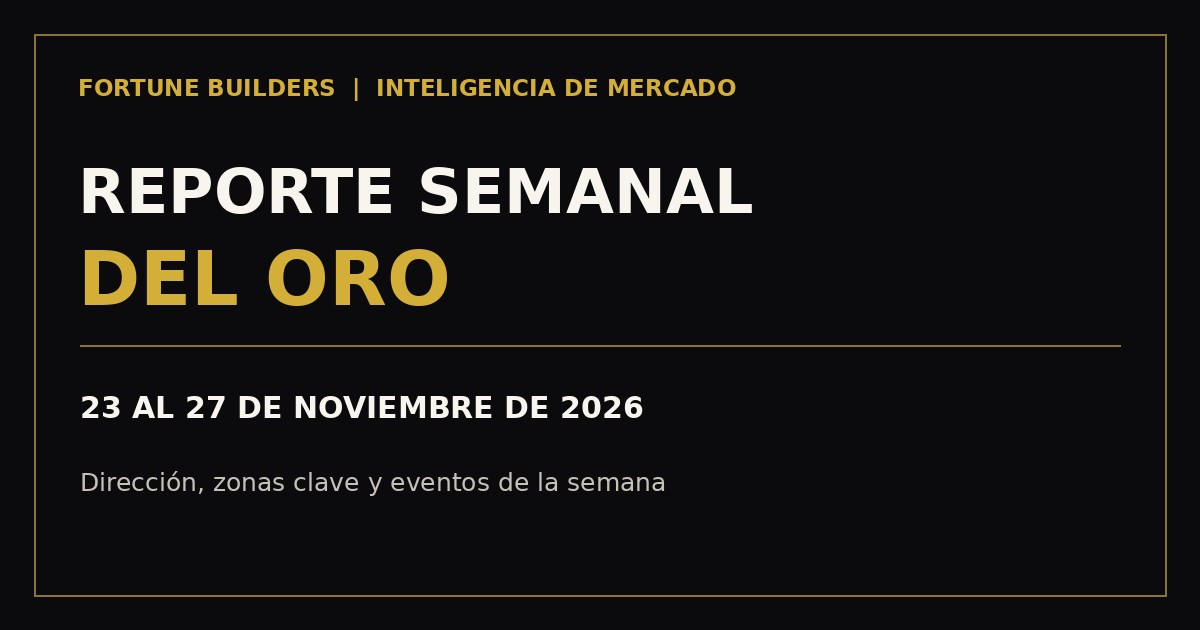 FORTUNE BUILDERS | INTELIGENCIA DE MERCADO
REPORTE SEMANAL
DEL ORO
23 AL 27 DE NOVIEMBRE DE 2026
Dirección, zonas clave y eventos de la semana